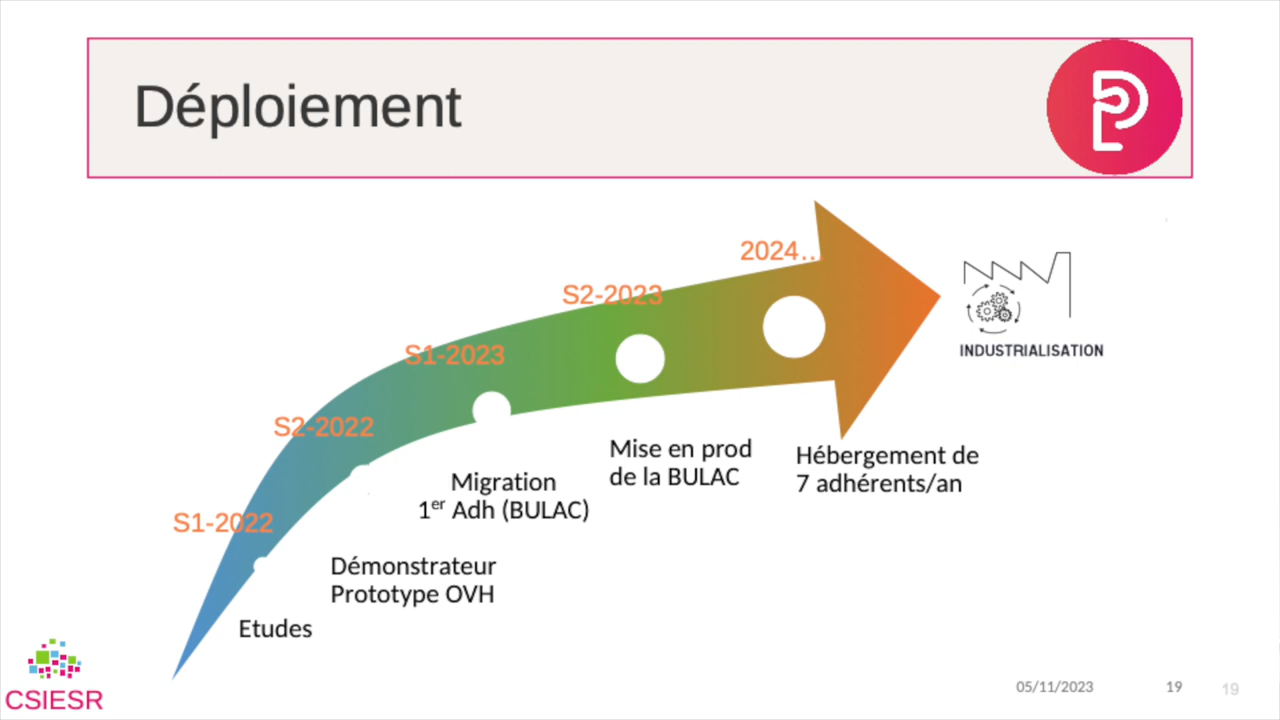 Déploiement
2024..
S2-2023
S1-2023
S2-2022
S1-2022
INDUSTRIALISATION
Mise en prod
de la BULAC
Hébergement de
7 adhérents/an
Migration
1er Adh (BULAC)
Démonstrateur
Prototype OVH
Etudes
CSIESR
05/11/2023
19
19